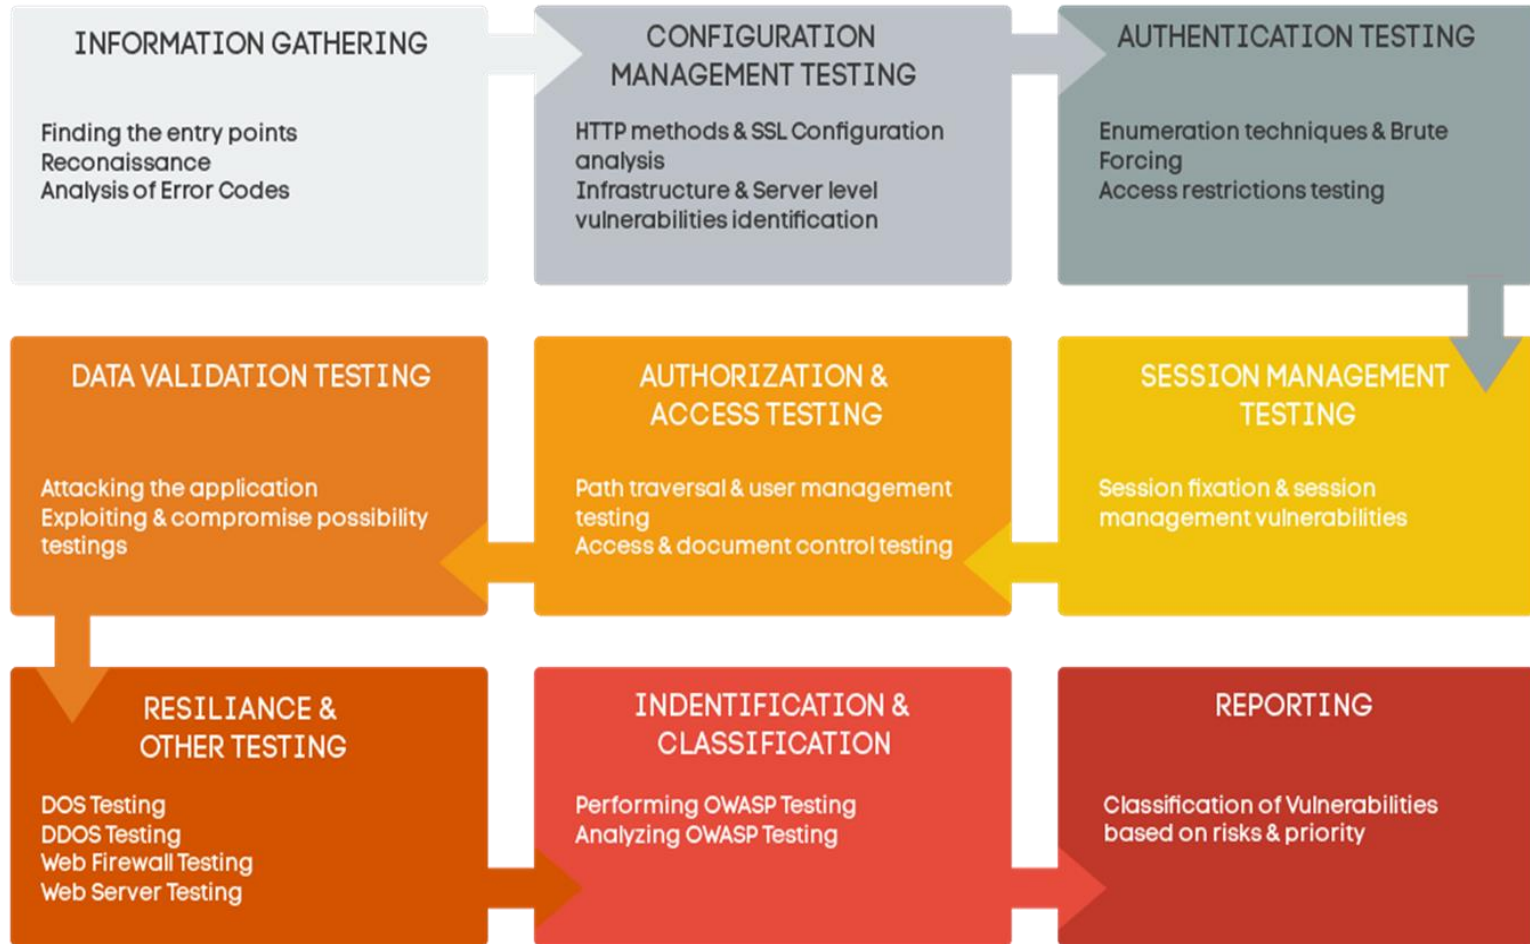 INFORMATION GATHERING
Finding the entry points
Reconaissance
Analysis of Error Codes
CONFIGURATION
MANAGEMENT TESTING
HTTP methods & SSL Configuration
analysis
Infrastructure & Server level
vulnerabilities identification
AUTHENTICATION TESTING
Enumeration techniques & Brute
Forcing
Access restrictions testing
SESSION MANAGEMENT
TESTING
Session fixation & session
management vulnerabilities
AUTHORIZATION &
ACCESS TESTING
Path traversal & user management
testing
Access & document control testing
DATA VALIDATION TESTING
Attacking the application
Exploiting & compromise possibility
testings
RESILIANCE &
OTHER TESTING
DOS Testing
DDOS Testing
Web Firewall Testing
Web Server Testing
INDENTIFICATION &
CLASSIFICATION
Performing OWASP Testing
Analyzing OWASP Testing
REPORTING
Classification of Vulnerabilities
based on risks & priority